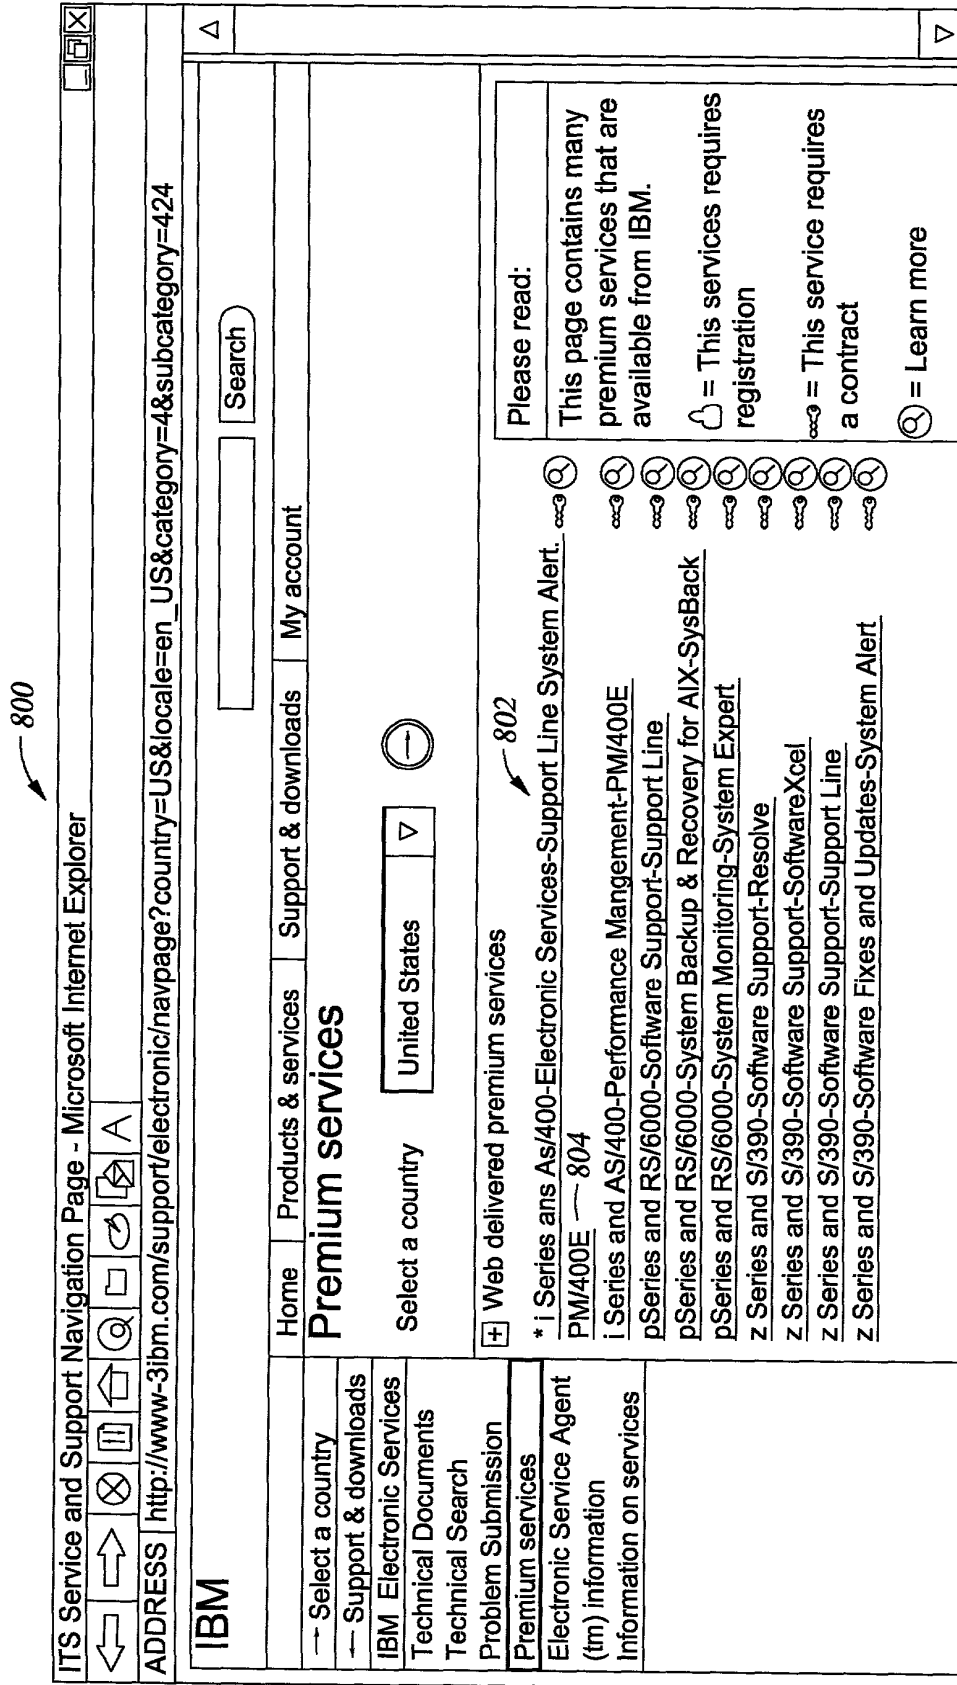 800
ITS Service and Support Navigation Page - Microsoft Internet Explorer
A
ADDRESS http://www-3ibm.com/support/electronic/navpage?country=US&locale=en_US&category=4&subcategory=424
IBM
Search
Home Products & services Support & downloads My account
→ Select a country
← Support & downloads
IBM Electronic Services
Technical Documents
Technical Search
Problem Submission
Premium services
Electronic Service Agent
(tm) information
Information on services
Premium services
Select a country United States
+ Web delivered premium services
802
* i Series ans As/400-Electronic Services-Support Line System Alert.
PM/400E 804
i Series and AS/400-Performance Mangement-PM/400E
pSeries and RS/6000-Software Support-Support Line
pSeries and RS/6000-System Backup & Recovery for AIX-SysBack
pSeries and RS/6000-System Monitoring-System Expert
z Series and S/390-Software Support-Resolve
z Series and S/390-Software Support-SoftwareXcel
z Series and S/390-Software Support-Support Line
z Series and S/390-Software Fixes and Updates-System Alert
Please read:
This page contains many
premium services that are
available from IBM.
= This services requires
registration
= This service requires
a contract
= Learn more